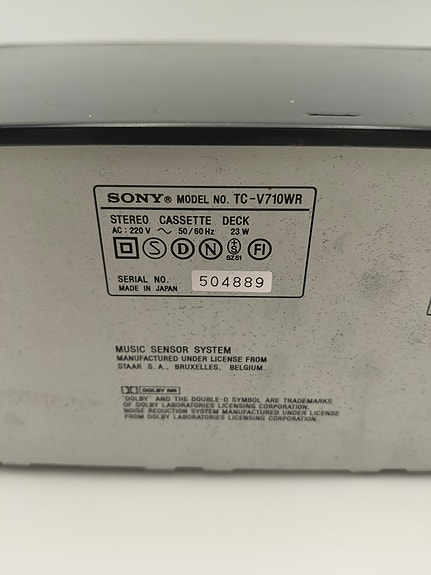 SONY® MODEL NO. TC-V710WR
STEREO CASSETTE DECK
AC: 220 V ~ 50/60 Hz 23 W
S D N S SZ51 FI
SERIAL NO. 504889
MADE IN JAPAN
MUSIC SENSOR SYSTEM
MANUFACTURED UNDER LICENSE FROM
STAAR S. A., BRUXELLES, BELGIUM.
DOLBY NR
"DOLBY" AND THE DOUBLE-D SYMBOL ARE TRADEMARKS
OF DOLBY LABORATORIES LICENSING CORPORATION.
NOISE REDUCTION SYSTEM MANUFACTURED UNDER LICENSE
FROM DOLBY LABORATORIES LICENSING CORPORATION.